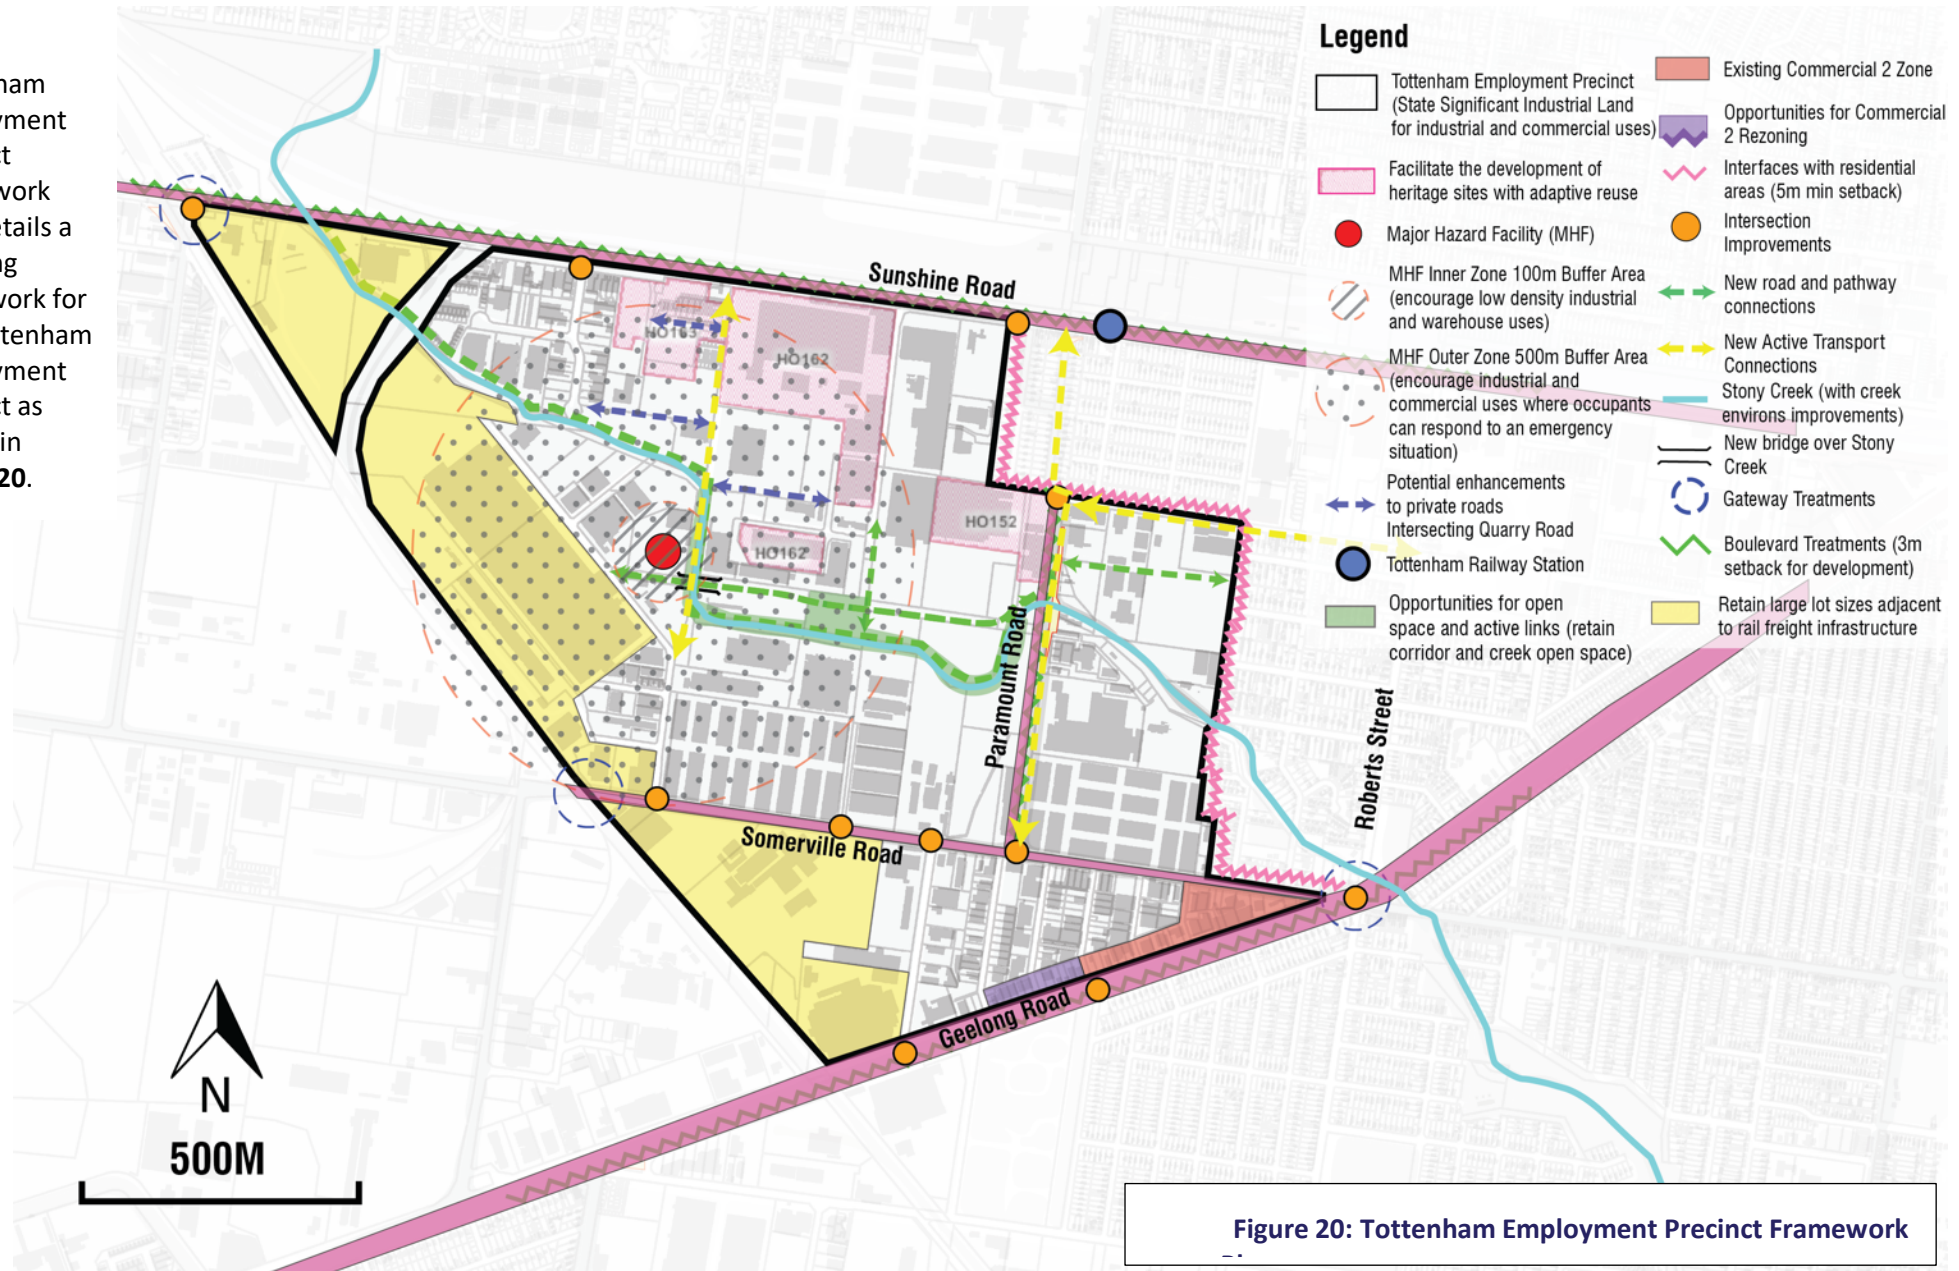 ham
yment
ct
work
etails a
ng
work for
ttenham
yment
ct as
in
20.
Sunshine Road
HO163
HO162
HO152
HO162
Paramount Road
Somerville Road
Roberts Street
Geelong Road
N
500M
Legend
Tottenham Employment Precinct
(State Significant Industrial Land
for industrial and commercial uses)
Facilitate the development of
heritage sites with adaptive reuse
Major Hazard Facility (MHF)
MHF Inner Zone 100m Buffer Area
(encourage low density industrial
and warehouse uses)
MHF Outer Zone 500m Buffer Area
(encourage industrial and
commercial uses where occupants
can respond to an emergency
situation)
Potential enhancements
to private roads
Intersecting Quarry Road
Tottenham Railway Station
Opportunities for open
space and active links (retain
corridor and creek open space)
Existing Commercial 2 Zone
Opportunities for Commercial
2 Rezoning
Interfaces with residential
areas (5m min setback)
Intersection
Improvements
New road and pathway
connections
New Active Transport
Connections
Stony Creek (with creek
environs improvements)
New bridge over Stony
Creek
Gateway Treatments
Boulevard Treatments (3m
setback for development)
Retain large lot sizes adjacent
to rail freight infrastructure
Figure 20: Tottenham Employment Precinct Framework